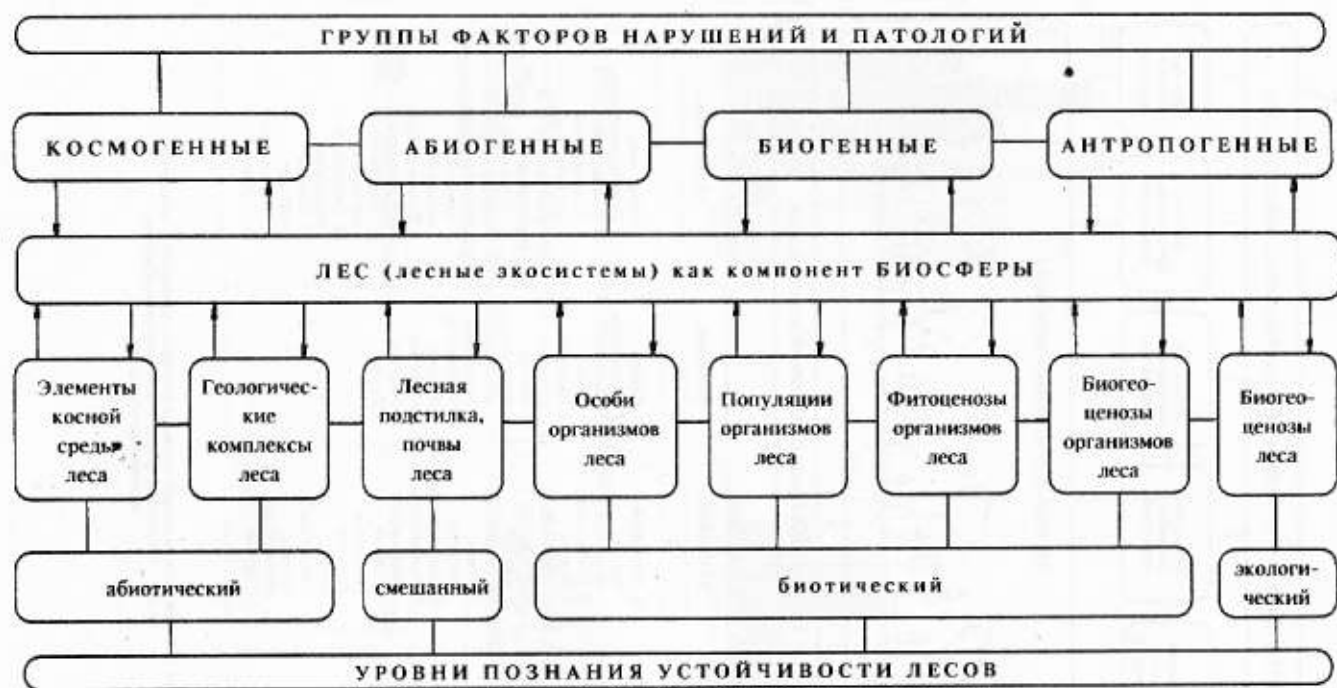 ГРУППЫ ФАКТОРОВ НАРУШЕНИЙ И ПАТОЛОГИЙ
КОСМОГЕННЫЕ
АБИОГЕННЫЕ
БИОГЕННЫЕ
АНТРОПОГЕННЫЕ
ЛЕС (лесные экосистемы) как компонент БИОСФЕРЫ
Элементы
косной
среды
леса
Геологичес-
кие
комплексы
леса
Лесная
подстилка,
почвы
леса
Особи
организмов
леса
Популяции
организмов
леса
Фитоценозы
организмов
леса
Биогео-
ценозы
организмов
леса
Биогео-
ценозы
леса
абиотический
смешанный
биотический
экологи-
ческий
УРОВНИ ПОЗНАНИЯ УСТОЙЧИВОСТИ ЛЕСОВ